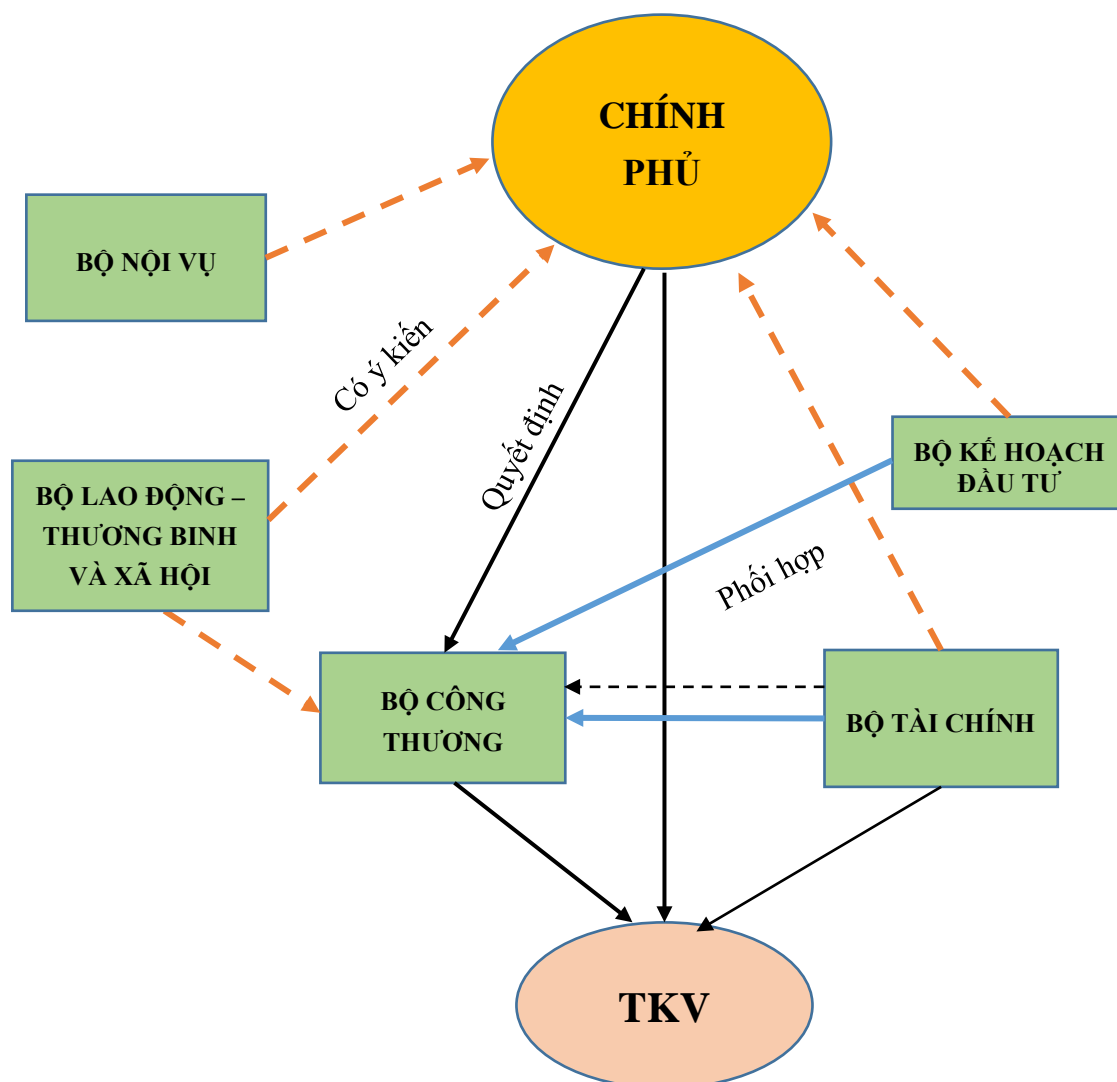 CHÍNH
PHỦ
BỘ NỘI VỤ
Có ý kiến
Quyết định
BỘ KẾ HOẠCH
ĐẦU TƯ
BỘ LAO ĐỘNG –
THƯƠNG BINH
VÀ XÃ HỘI
Phối hợp
BỘ CÔNG
THƯƠNG
BỘ TÀI CHÍNH
TKV